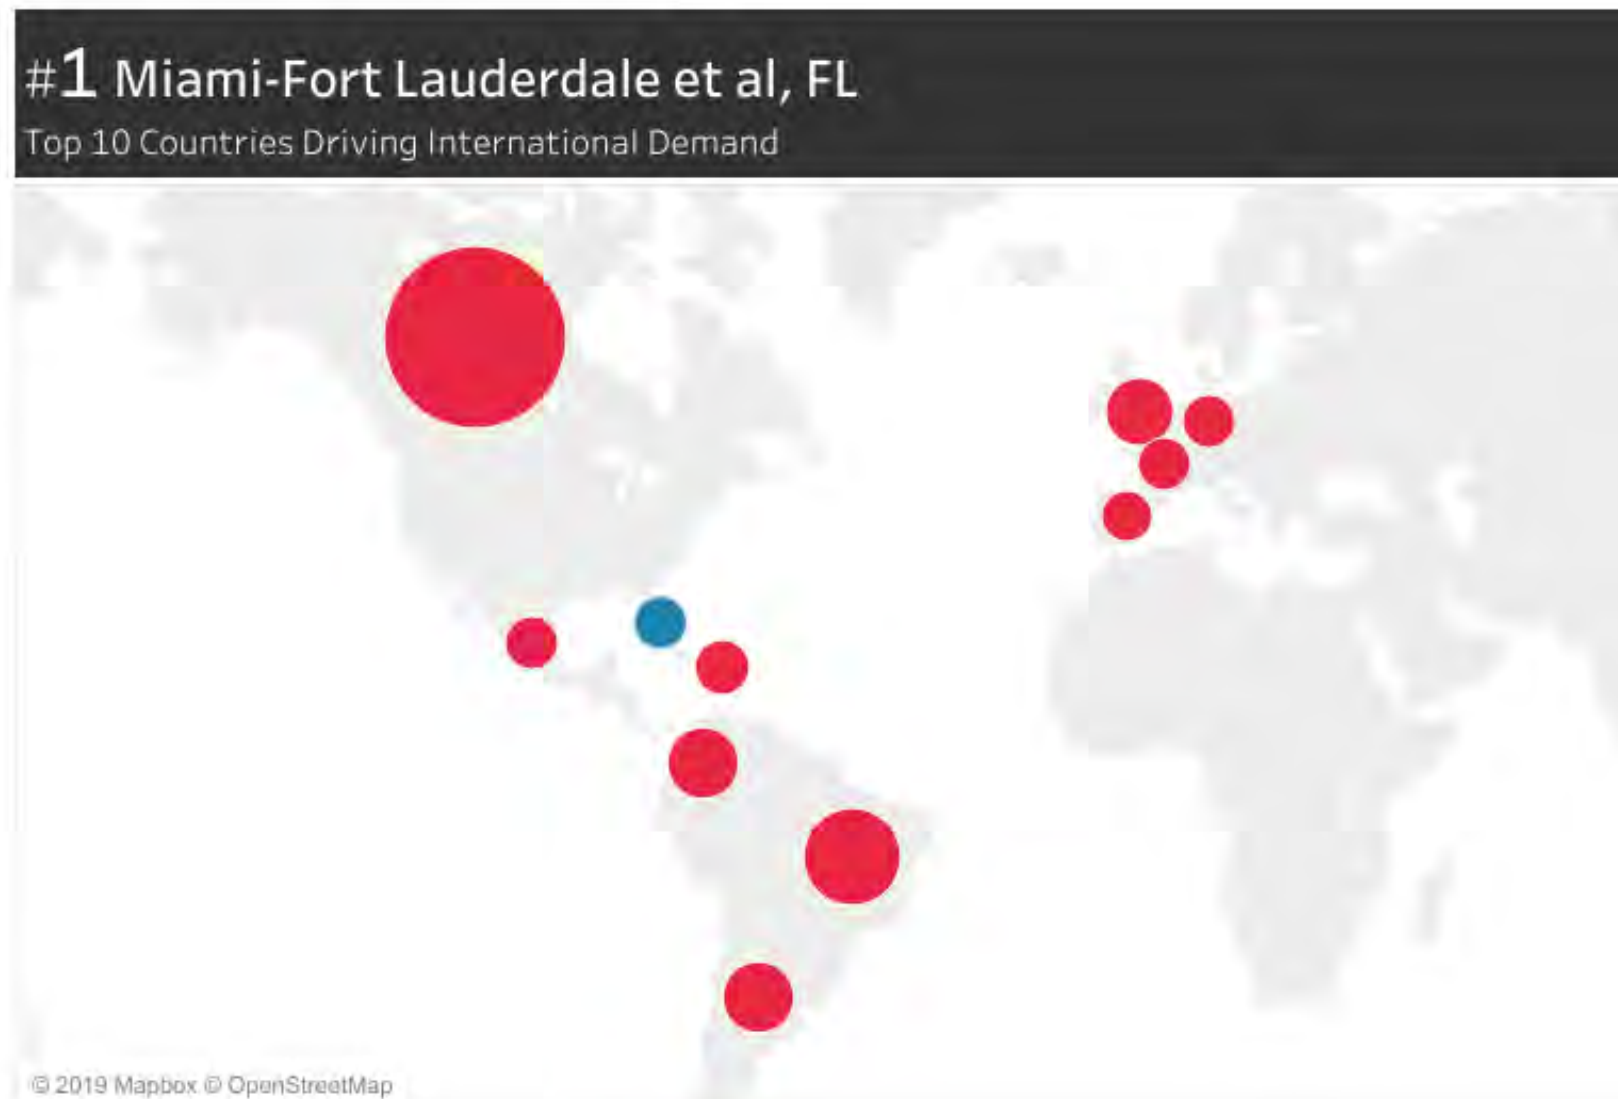 #1 Miami-Fort Lauderdale et al, FL
Top 10 Countries Driving International Demand
© 2019 Mapbox © OpenStreetMap